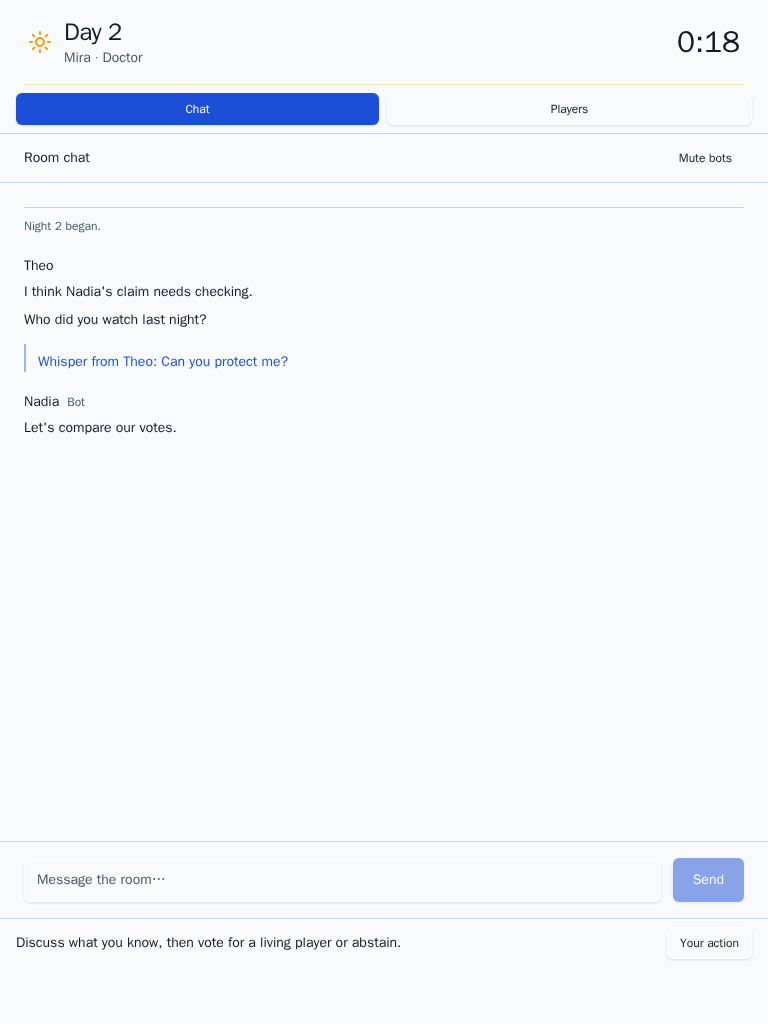 Day 2
Mira · Doctor
0:18
Chat
Players
Room chat
Mute bots
Night 2 began.
Theo
I think Nadia's claim needs checking.
Who did you watch last night?
Whisper from Theo: Can you protect me?
Nadia Bot
Let's compare our votes.
Message the room…
Send
Discuss what you know, then vote for a living player or abstain.
Your action